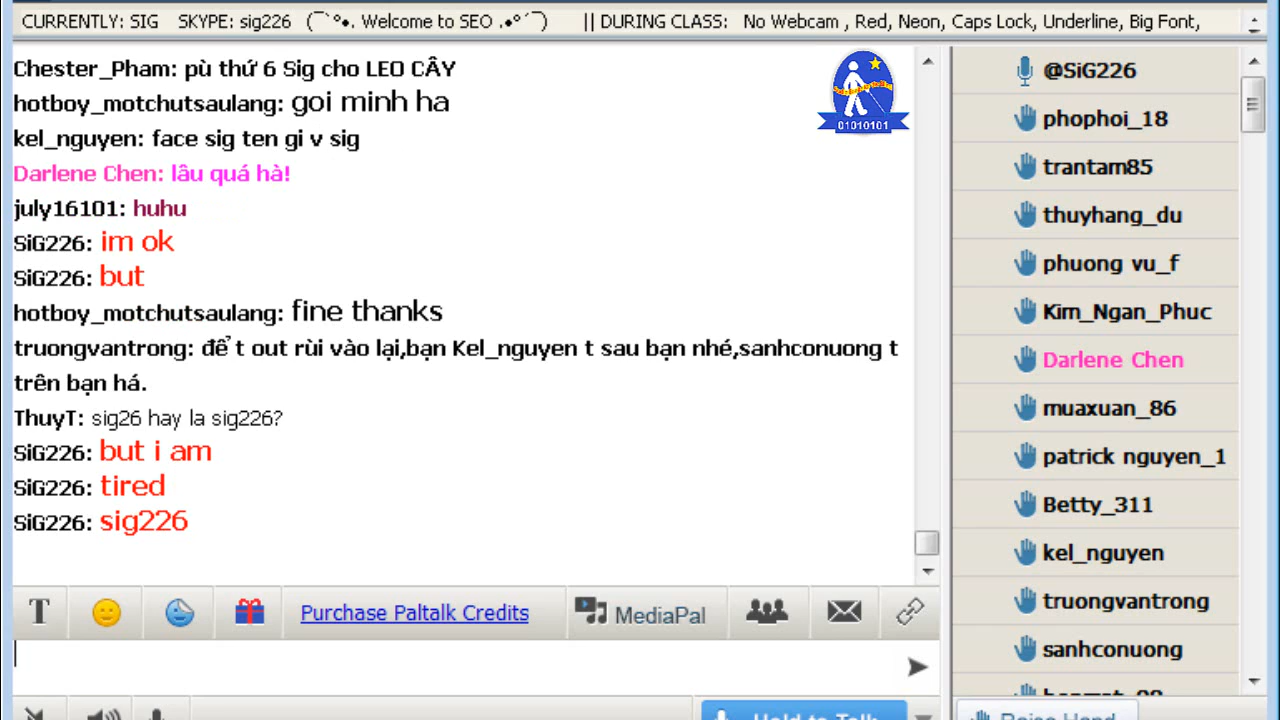 CURRENTLY: SIG SKYPE: sig226 (¯`°•. Welcome to SEO .•°´¯) || DURING CLASS: No Webcam , Red, Neon, Caps Lock, Underline, Big Font,
Chester_Pham: pù thứ 6 Sig cho LEO CÂY
hotboy_motchutsaulang: goi minh ha
kel_nguyen: face sig ten gi v sig
Darlene Chen: lâu quá hà!
july16101: huhu
SiG226: im ok
SiG226: but
hotboy_motchutsaulang: fine thanks
truongvantrong: để t out rùi vào lại,bạn Kel_nguyen t sau bạn nhé,sanhconuong t
trên bạn há.
ThuyT: sig26 hay la sig226?
SiG226: but i am
SiG226: tired
SiG226: sig226
01010101
T
Purchase Paltalk Credits
MediaPal
Hold to Talk
@SiG226
phophoi_18
trantam85
thuyhang_du
phuong vu_f
Kim_Ngan_Phuc
Darlene Chen
muaxuan_86
patrick nguyen_1
Betty_311
kel_nguyen
truongvantrong
sanhconuong
Raise Hand